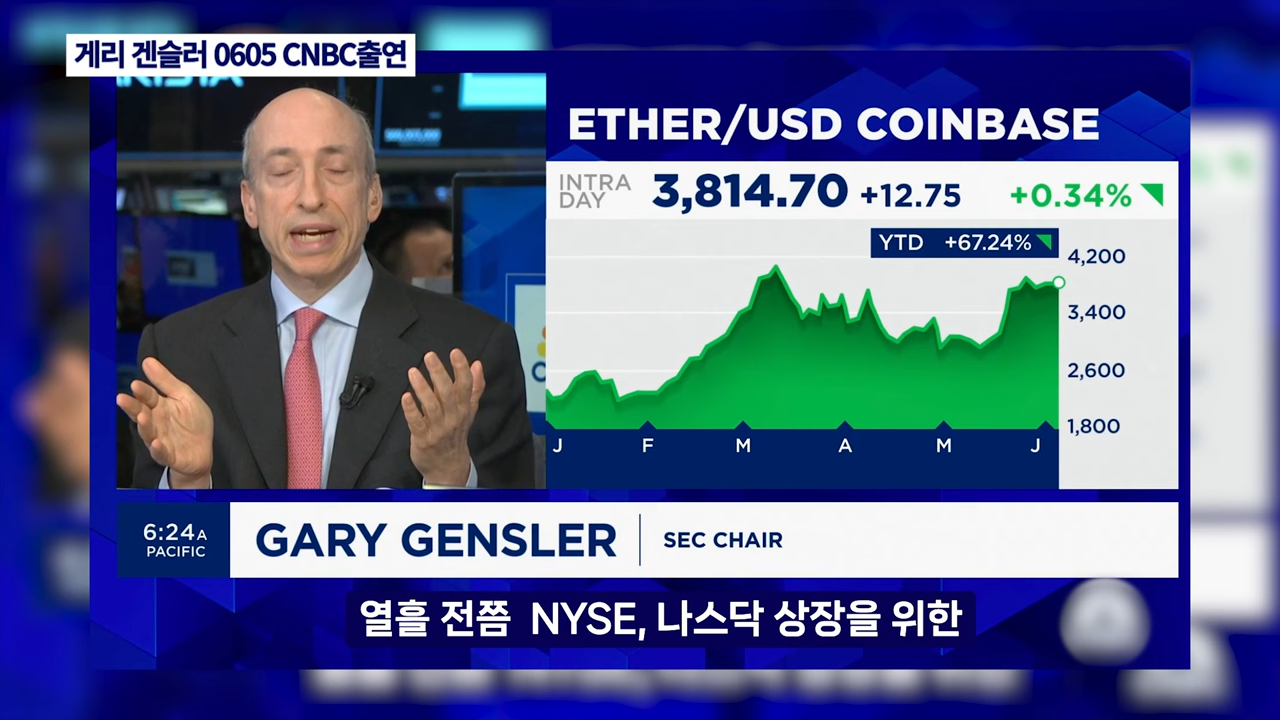 게리 겐슬러 0605 CNBC출연
ETHER/USD COINBASE
INTRA DAY 3,814.70 +12.75 +0.34%
YTD +67.24%
4,200
3,400
2,600
1,800
J F M A M J
6:24A PACIFIC
GARY GENSLER
SEC CHAIR
열흘 전쯤 NYSE, 나스닥 상장을 위한